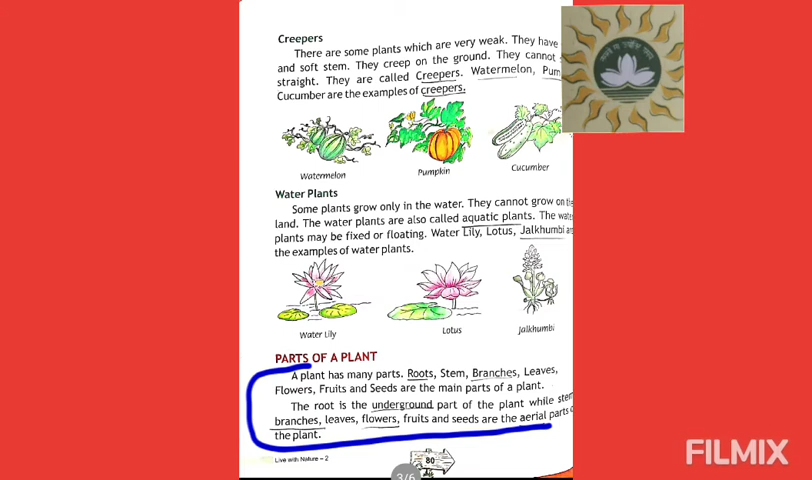 Creepers
There are some plants which are very weak. They have
and soft stem. They creep on the ground. They cannot
straight. They are called Creepers. Watermelon, Pum
Cucumber are the examples of creepers.
Watermelon
Pumpkin
Cucumber
Water Plants
Some plants grow only in the water. They cannot grow on the
land. The water plants are also called aquatic plants. The wate
plants may be fixed or floating. Water Lily, Lotus, Jalkhumbi a
the examples of water plants.
Water Lily
Lotus
Jalkhumbi
PARTS OF A PLANT
A plant has many parts. Roots, Stem, Branches, Leaves,
Flowers, Fruits and Seeds are the main parts of a plant.
The root is the underground part of the plant while stem
branches, leaves, flowers, fruits and seeds are the aerial parts o
the plant.
Live with Nature – 2
80
3/6
FILMIX